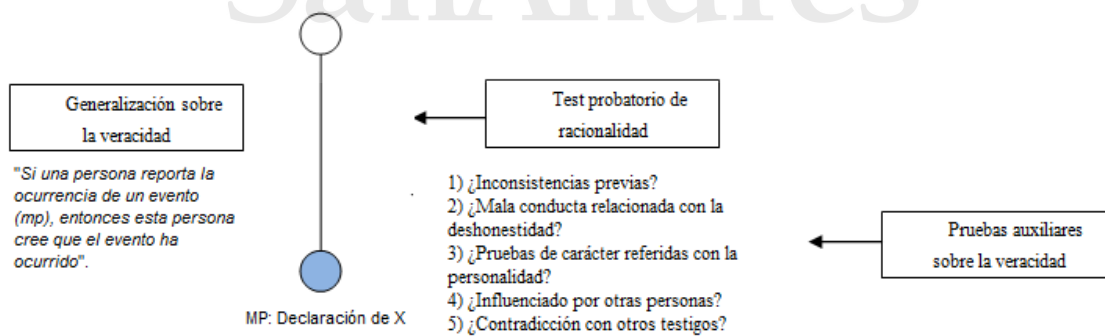 SanAndrés
Generalización sobre
la veracidad
"Si una persona reporta la
ocurrencia de un evento
(mp), entonces esta persona
cree que el evento ha
ocurrido".
MP: Declaración de X
Test probatorio de
racionalidad
1) ¿Inconsistencias previas?
2) ¿Mala conducta relacionada con la
deshonestidad?
3) ¿Pruebas de carácter referidas con la
personalidad?
4) ¿Influenciado por otras personas?
5) ¿Contradicción con otros testigos?
Pruebas auxiliares
sobre la veracidad